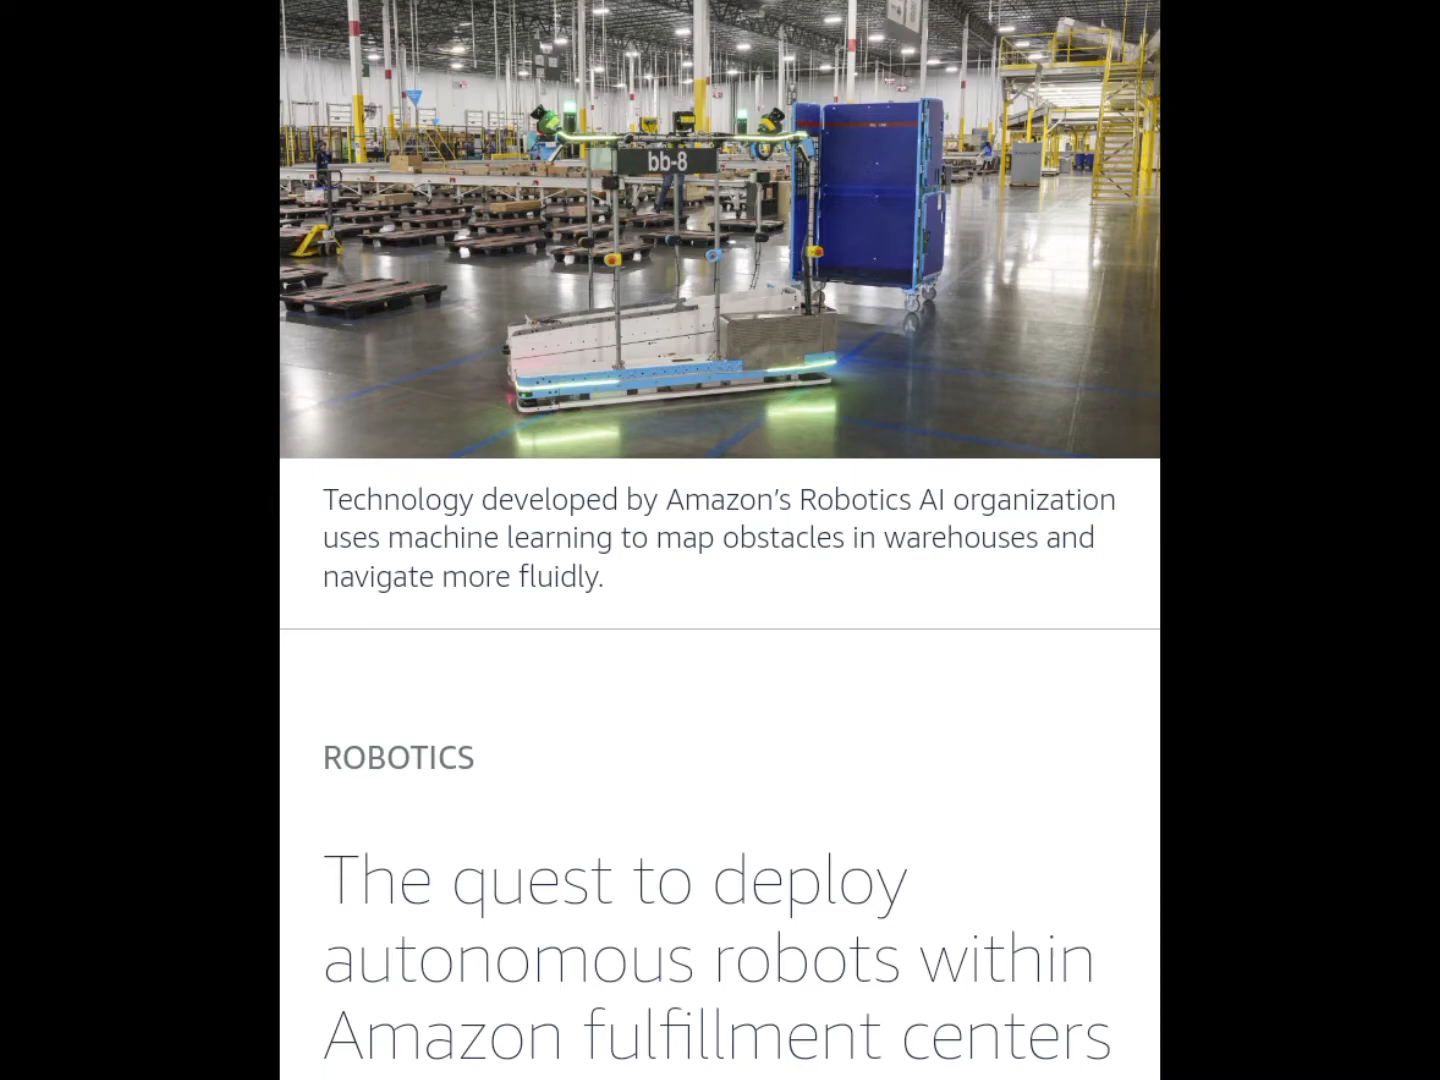 bb-8
Technology developed by Amazon's Robotics AI organization
uses machine learning to map obstacles in warehouses and
navigate more fluidly.
ROBOTICS
The quest to deploy
autonomous robots within
Amazon fulfillment centers